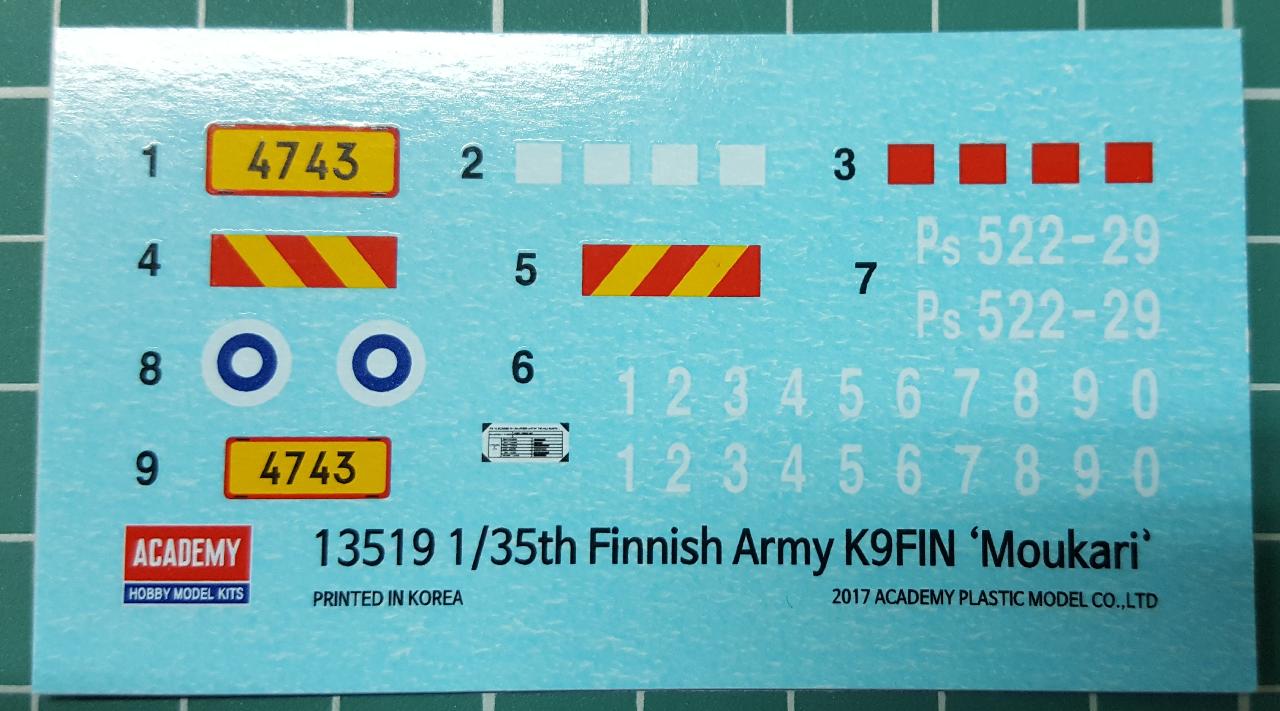 1 4743 2 3
4 5 7 Ps 522-29
Ps 522-29
8 6
1 2 3 4 5 6 7 8 9 0
9 4743 1 2 3 4 5 6 7 8 9 0
ACADEMY
HOBBY MODEL KITS
13519 1/35th Finnish Army K9FIN ‘Moukari’
PRINTED IN KOREA
2017 ACADEMY PLASTIC MODEL CO.,LTD